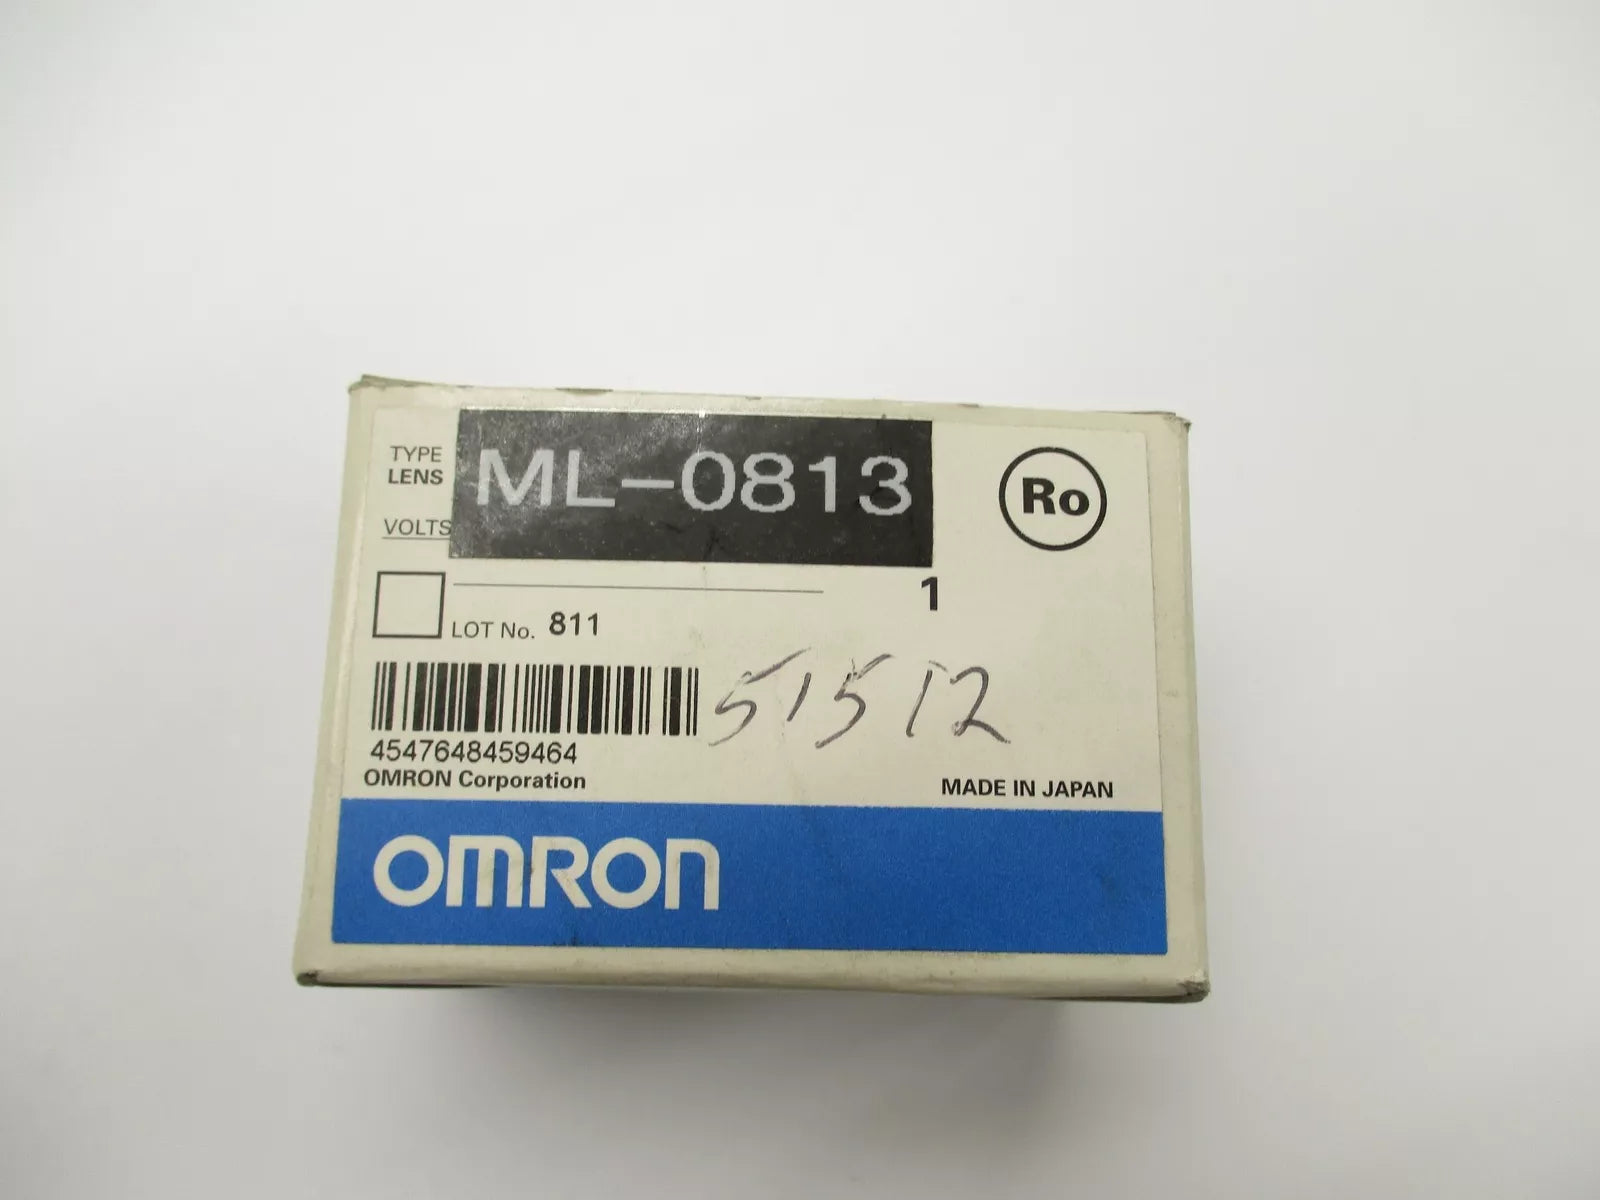 TYPE
LENS
ML-0813
Ro
VOLTS
1
LOT No. 811
51512
4547648459464
OMRON Corporation
MADE IN JAPAN
OMRON